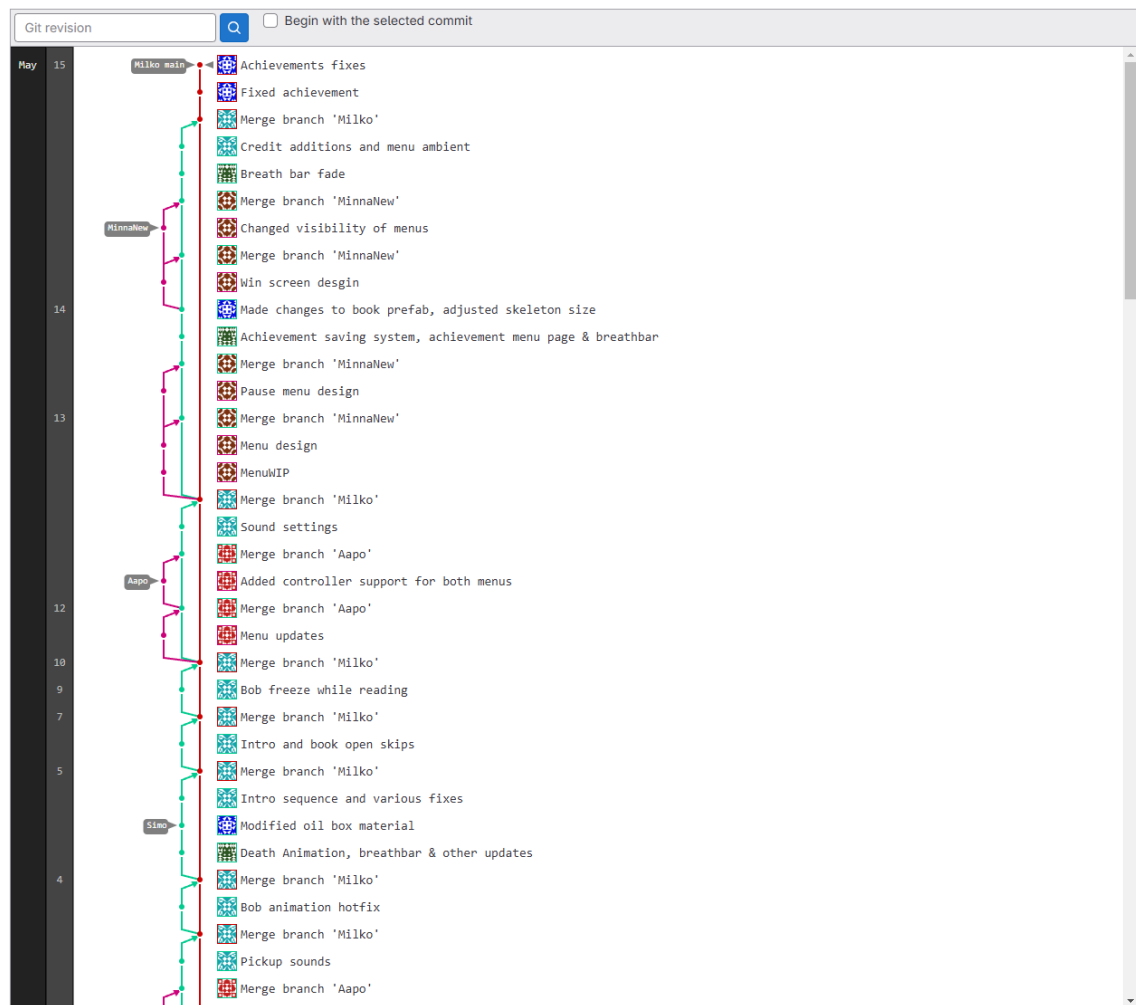 Git revision
Begin with the selected commit
May 15 Milko main Achievements fixes
Fixed achievement
Merge branch 'Milko'
Credit additions and menu ambient
Breath bar fade
Merge branch 'MinnaNew'
MinnaNew Changed visibility of menus
Merge branch 'MinnaNew'
Win screen desgin
14 Made changes to book prefab, adjusted skeleton size
Achievement saving system, achievement menu page & breathbar
Merge branch 'MinnaNew'
Pause menu design
13 Merge branch 'MinnaNew'
Menu design
MenuWIP
Merge branch 'Milko'
Sound settings
Merge branch 'Aapo'
Aapo Added controller support for both menus
12 Merge branch 'Aapo'
Menu updates
10 Merge branch 'Milko'
9 Bob freeze while reading
7 Merge branch 'Milko'
Intro and book open skips
5 Merge branch 'Milko'
Intro sequence and various fixes
Simo Modified oil box material
Death Animation, breathbar & other updates
4 Merge branch 'Milko'
Bob animation hotfix
Merge branch 'Milko'
Pickup sounds
Merge branch 'Aapo'